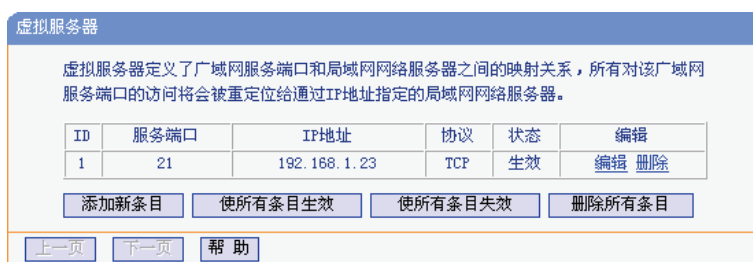 虚拟服务器
虚拟服务器定义了广域网服务端口和局域网网络服务器之间的映射关系，所有对该广域网
服务端口的访问将会被重定位给通过IP地址指定的局域网网络服务器。
ID 服务端口 IP地址 协议 状态 编辑
1 21 192.168.1.23 TCP 生效 编辑 删除
添加新条目 使所有条目生效 使所有条目失效 删除所有条目
上一页 下一页 帮 助